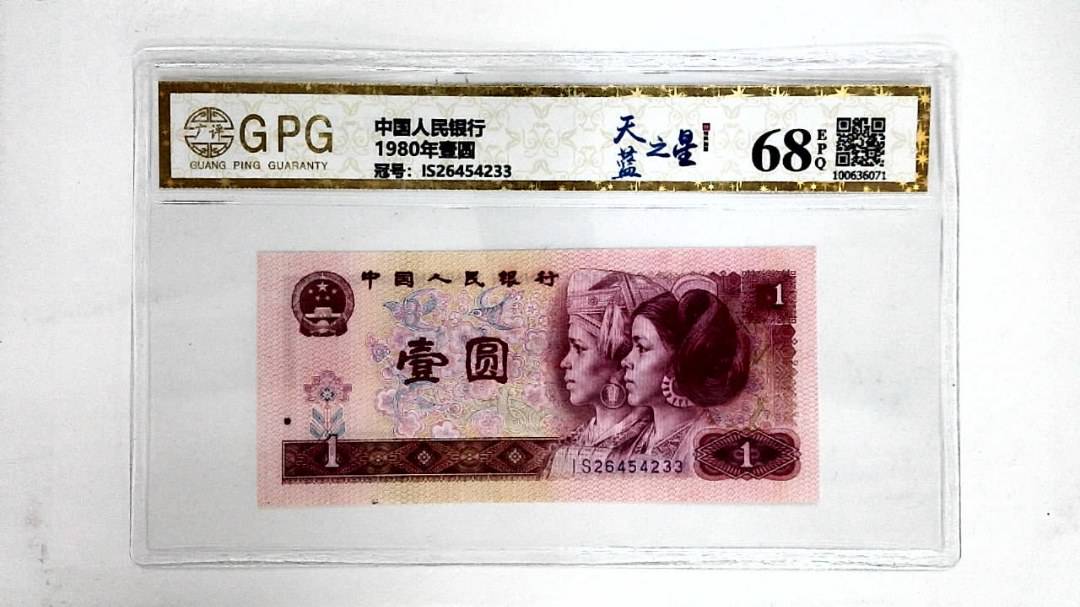 广评
GPG
GUANG PING GUARANTY
中国人民银行
1980年壹圆
冠号：IS26454233
天蓝之星
68
EPQ
100636071
中国人民银行
1
壹圆
1
IS26454233
1